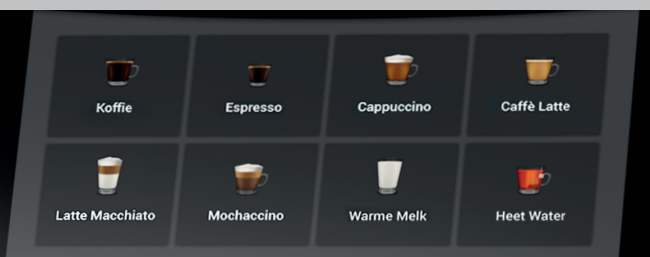 Koffie
Espresso
Cappuccino
Caffè Latte
Latte Macchiato
Mochaccino
Warme Melk
Heet Water